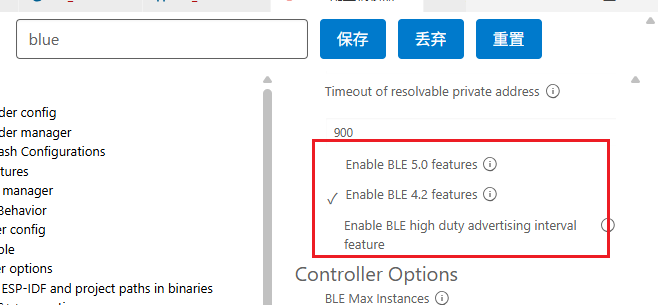 blue
保存
丢弃
重置
der config
der manager
ash Configurations
tures
manager
Behavior
er config
ble
er options
ESP-IDF and project paths in binaries
Timeout of resolvable private address
900
Enable BLE 5.0 features
Enable BLE 4.2 features
Enable BLE high duty advertising interval
feature
Controller Options
BLE Max Instances